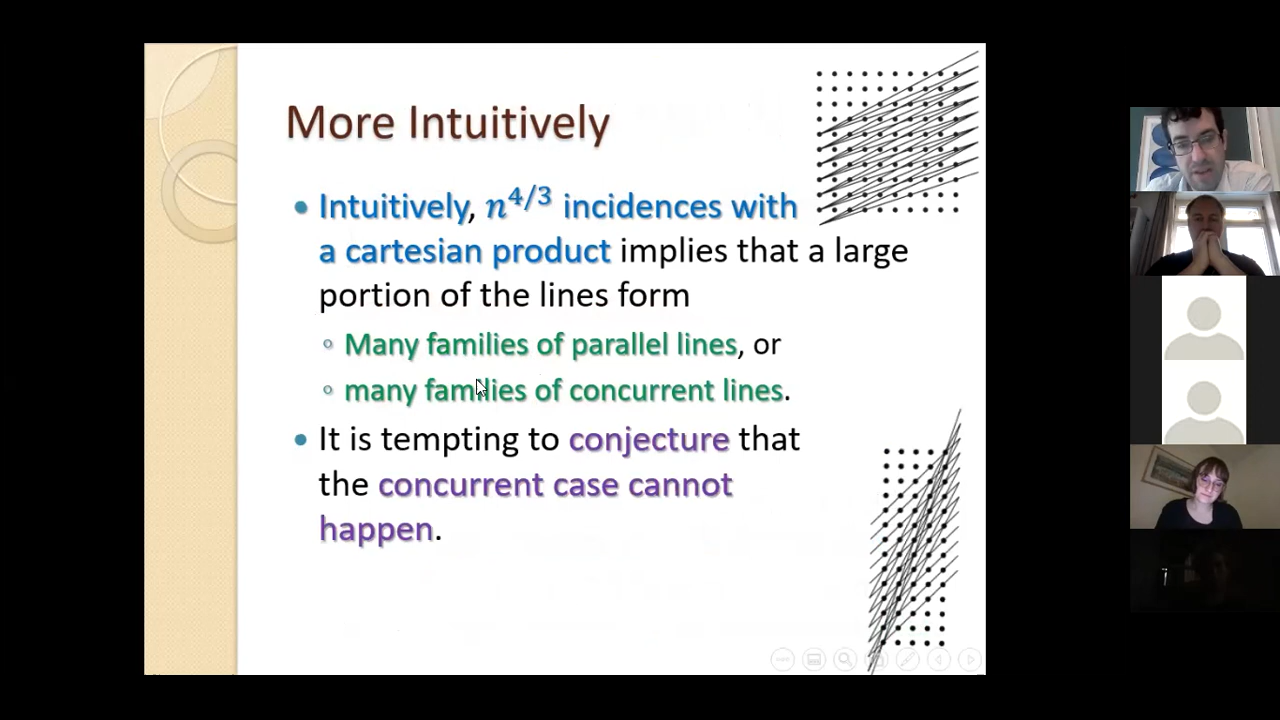 More Intuitively
Intuitively, n^{4/3} incidences with
a cartesian product implies that a large
portion of the lines form
Many families of parallel lines, or
many families of concurrent lines.
It is tempting to conjecture that
the concurrent case cannot
happen.